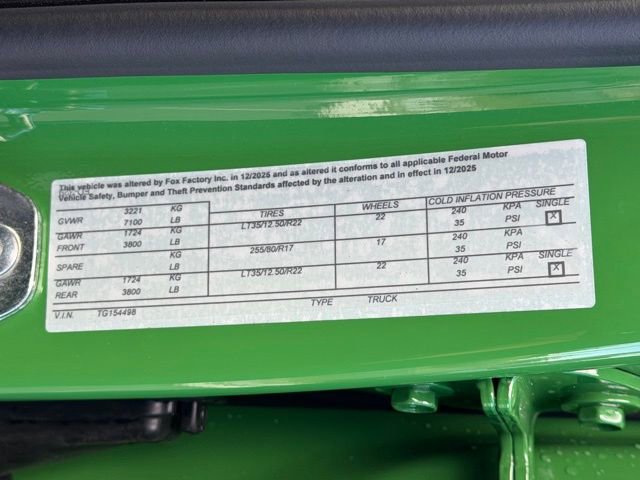 This vehicle was altered by Fox Factory Inc. in 12/2025 and as altered it conforms to all applicable Federal Motor
Vehicle Safety, Bumper and Theft Prevention Standards affected by the alteration and in effect in 12/2025
TIRES WHEELS COLD INFLATION PRESSURE
GVWR 3221 KG
7100 LB
GAWR 1724 KG LT35/12.50/R22 22 240 KPA SINGLE
FRONT 3800 LB 35 PSI X
SPARE KG 255/80/R17 17 240 KPA
LB 35 PSI
GAWR 1724 KG LT35/12.50/R22 22 240 KPA SINGLE
REAR 3800 LB 35 PSI X
V.I.N. TG154498 TYPE TRUCK